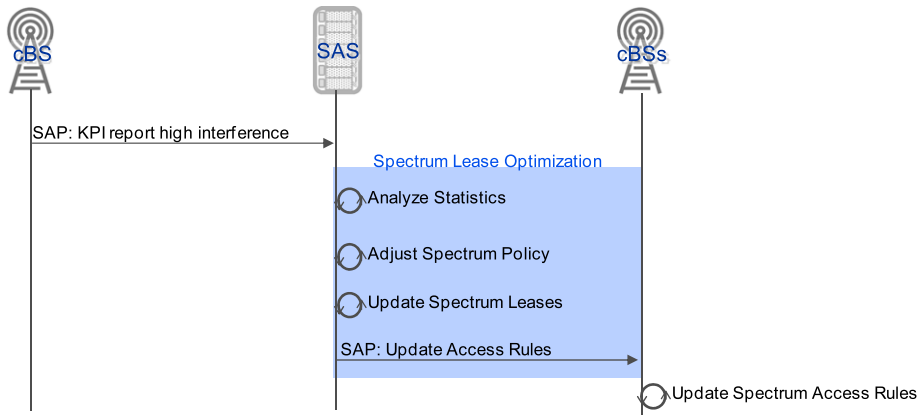 cBS
SAS
cBSs
SAP: KPI report high interference
Spectrum Lease Optimization
Analyze Statistics
Adjust Spectrum Policy
Update Spectrum Leases
SAP: Update Access Rules
Update Spectrum Access Rules